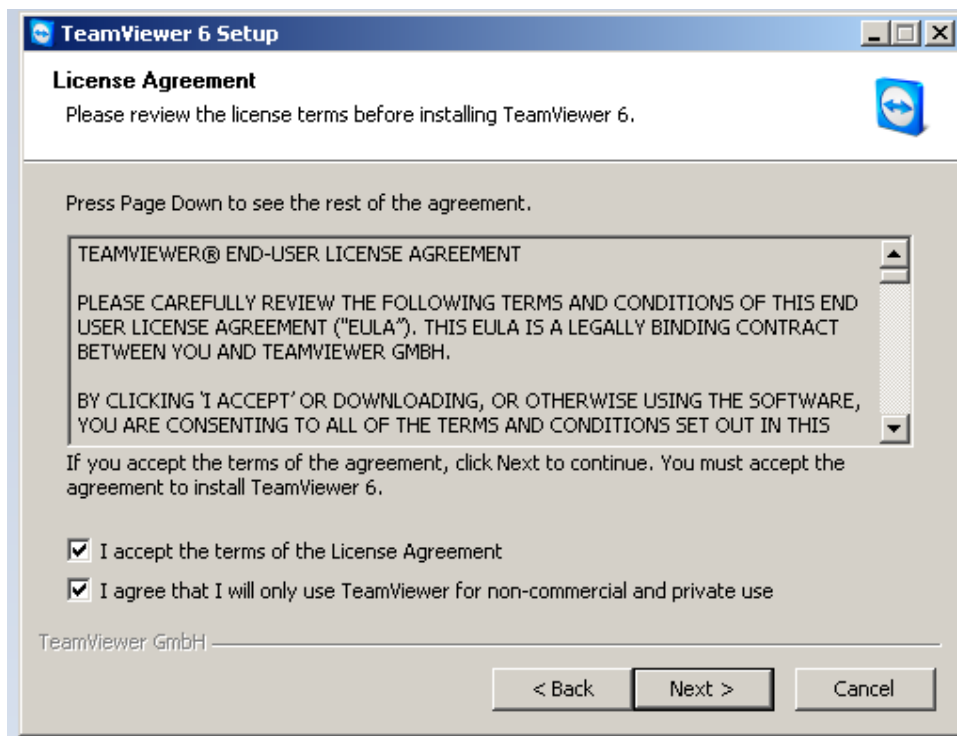 TeamViewer 6 Setup
License Agreement
Please review the license terms before installing TeamViewer 6.
Press Page Down to see the rest of the agreement.
TEAMVIEWER® END-USER LICENSE AGREEMENT
PLEASE CAREFULLY REVIEW THE FOLLOWING TERMS AND CONDITIONS OF THIS END
USER LICENSE AGREEMENT ("EULA"). THIS EULA IS A LEGALLY BINDING CONTRACT
BETWEEN YOU AND TEAMVIEWER GMBH.
BY CLICKING 'I ACCEPT' OR DOWNLOADING, OR OTHERWISE USING THE SOFTWARE,
YOU ARE CONSENTING TO ALL OF THE TERMS AND CONDITIONS SET OUT IN THIS
If you accept the terms of the agreement, click Next to continue. You must accept the
agreement to install TeamViewer 6.
I accept the terms of the License Agreement
I agree that I will only use TeamViewer for non-commercial and private use
TeamViewer GmbH
< Back Next > Cancel